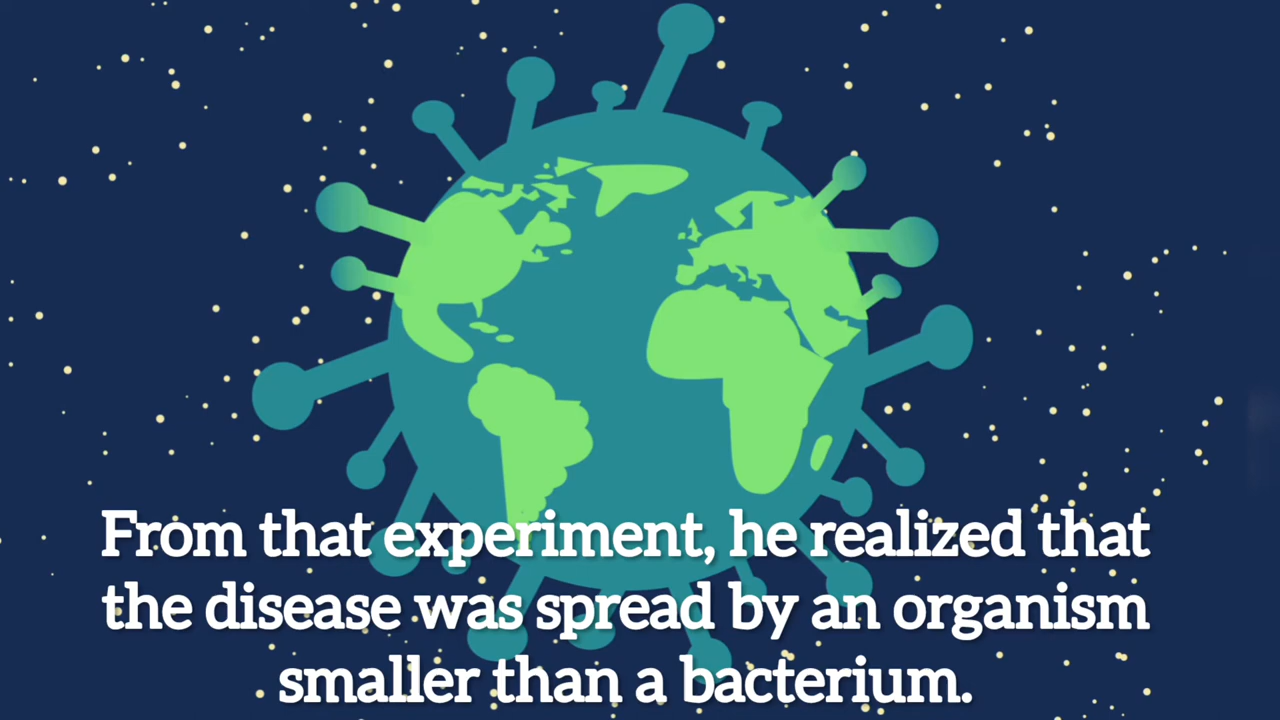 From that experiment, he realized that
the disease was spread by an organism
smaller than a bacterium.